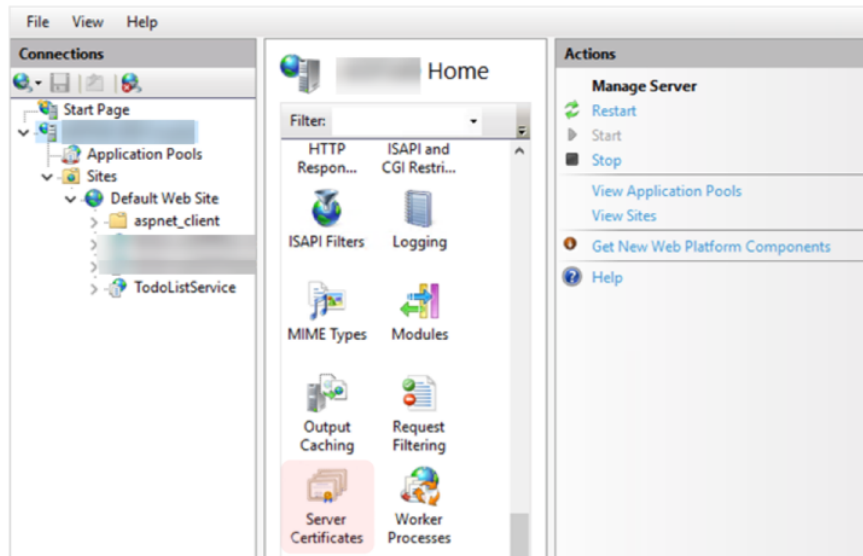 File View Help
Connections
Start Page
Application Pools
Sites
Default Web Site
aspnet_client
TodoListService
Home
Filter:
HTTP Respon...
ISAPI and CGI Restri...
ISAPI Filters
Logging
MIME Types
Modules
Output Caching
Request Filtering
Server Certificates
Worker Processes
Actions
Manage Server
Restart
Start
Stop
View Application Pools
View Sites
Get New Web Platform Components
Help